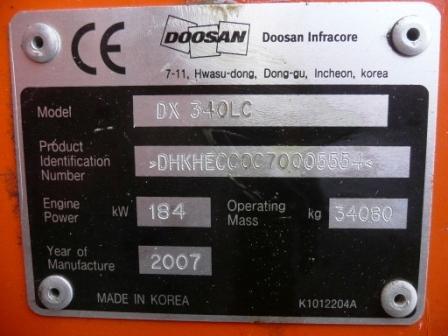 CE DOOSAN Doosan Infracore
7-11, Hwasu-dong, Dong-gu, Incheon, korea
Model DX 340LC
Product Identification Number >DHKHEC00C70005554<
Engine Power kW 184 Operating Mass kg 34060
Year of Manufacture 2007
MADE IN KOREA K1012204A